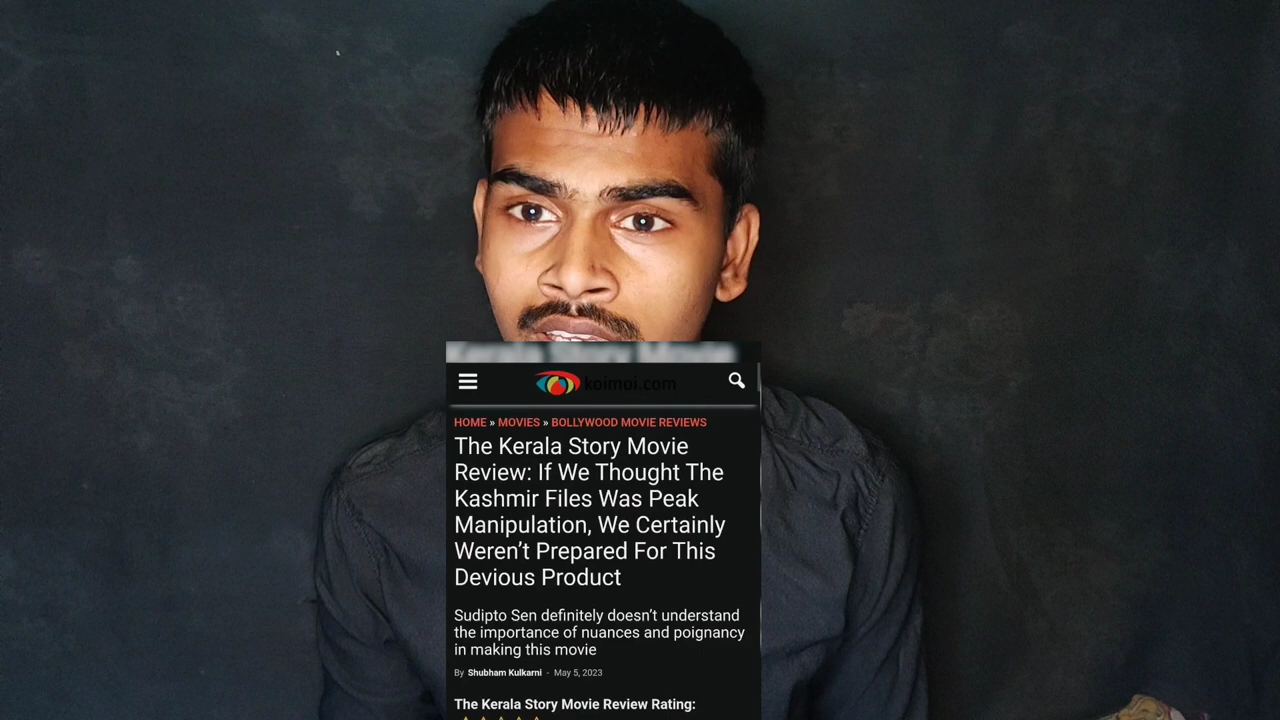 koimoi.com
HOME » MOVIES » BOLLYWOOD MOVIE REVIEWS
The Kerala Story Movie
Review: If We Thought The
Kashmir Files Was Peak
Manipulation, We Certainly
Weren't Prepared For This
Devious Product
Sudipto Sen definitely doesn't understand
the importance of nuances and poignancy
in making this movie
By Shubham Kulkarni - May 5, 2023
The Kerala Story Movie Review Rating: